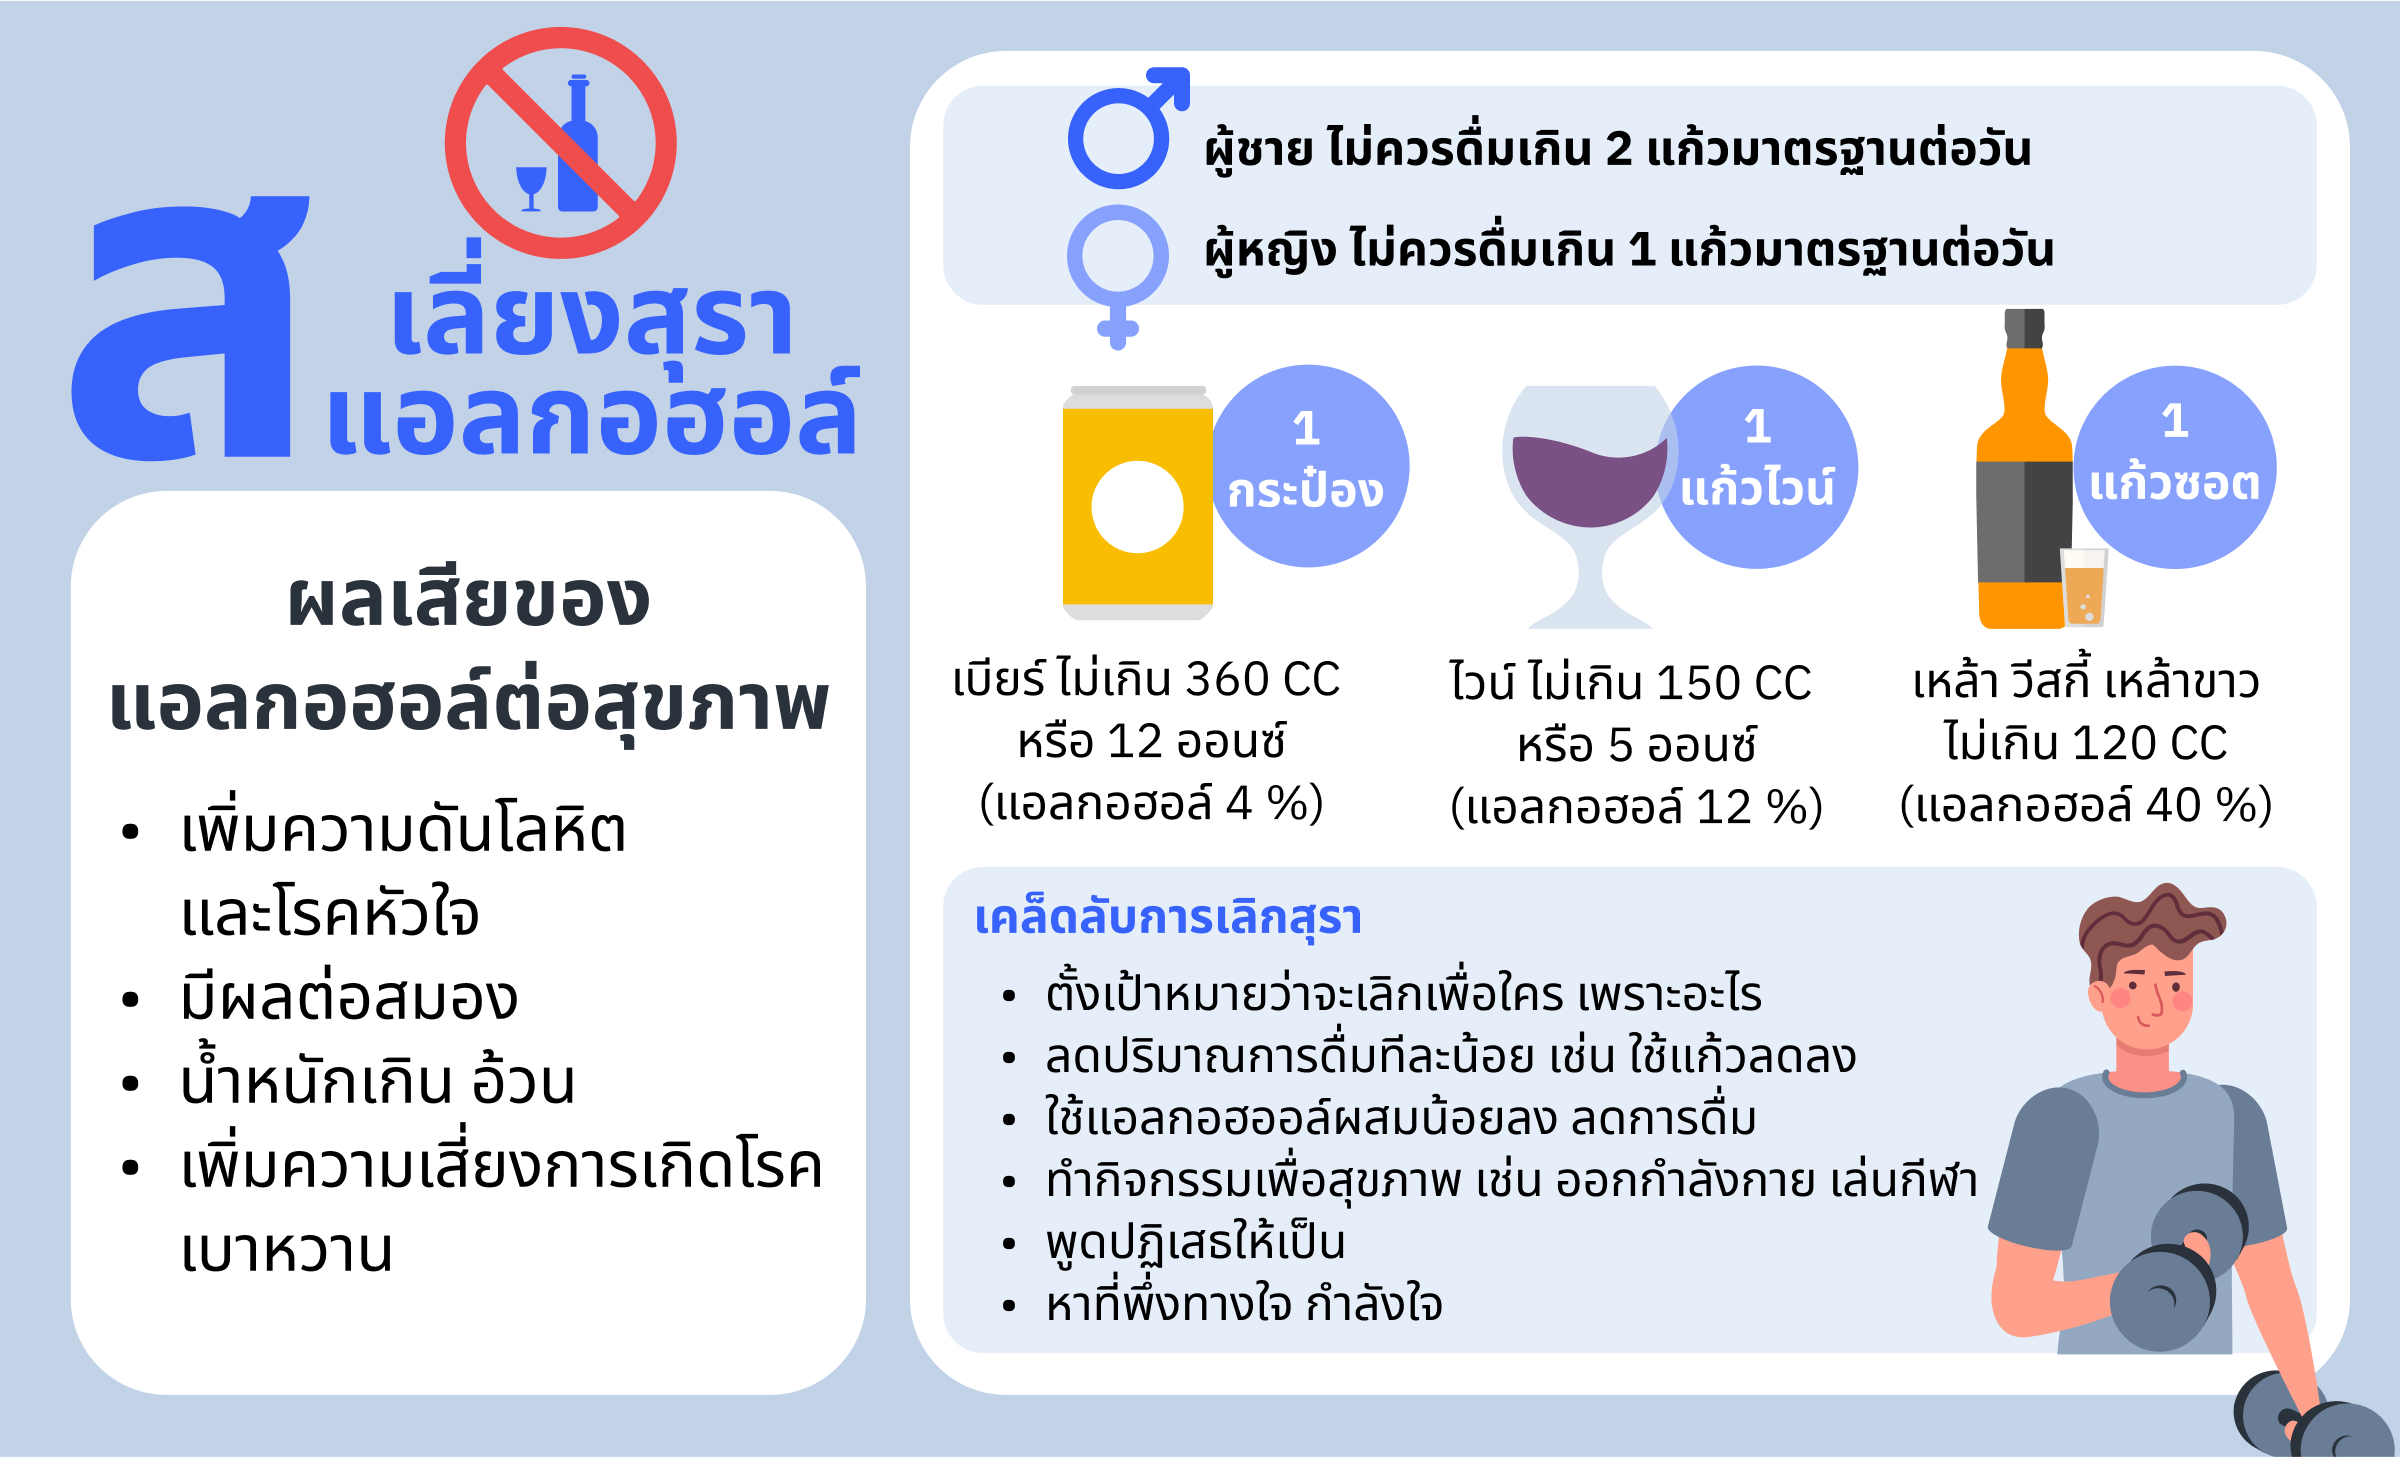 ส
เลี่ยงสุรา
แอลกอฮอล์
ผลเสียของ
แอลกอฮอล์ต่อสุขภาพ
• เพิ่มความดันโลหิต
และโรคหัวใจ
• มีผลต่อสมอง
• น้ำหนักเกิน อ้วน
• เพิ่มความเสี่ยงการเกิดโรค
เบาหวาน
ผู้ชาย ไม่ควรดื่มเกิน 2 แก้วมาตรฐานต่อวัน
ผู้หญิง ไม่ควรดื่มเกิน 1 แก้วมาตรฐานต่อวัน
1
กระป๋อง
เบียร์ ไม่เกิน 360 CC
หรือ 12 ออนซ์
(แอลกอฮอล์ 4 %)
1
แก้วไวน์
ไวน์ ไม่เกิน 150 CC
หรือ 5 ออนซ์
(แอลกอฮอล์ 12 %)
1
แก้วซอต
เหล้า วีสกี้ เหล้าขาว
ไม่เกิน 120 CC
(แอลกอฮอล์ 40 %)
เคล็ดลับการเลิกสุรา
• ตั้งเป้าหมายว่าจะเลิกเพื่อใคร เพราะอะไร
• ลดปริมาณการดื่มทีละน้อย เช่น ใช้แก้วลดลง
• ใช้แอลกอฮออล์ผสมน้อยลง ลดการดื่ม
• ทำกิจกรรมเพื่อสุขภาพ เช่น ออกกำลังกาย เล่นกีฬา
• พูดปฏิเสธให้เป็น
• หาที่พึ่งทางใจ กำลังใจ